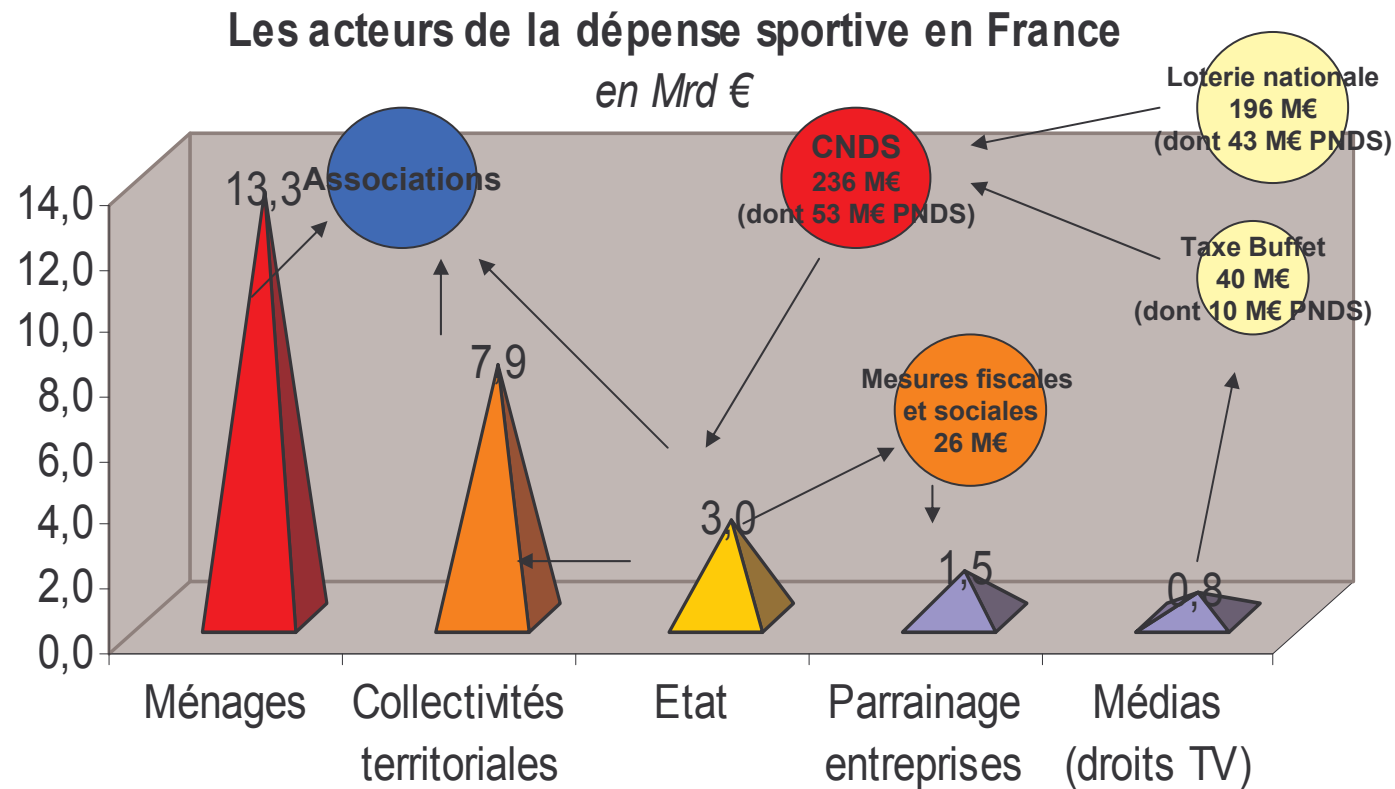 Les acteurs de la dépense sportive en France
en Mrd €
Loterie nationale
196 M€
(dont 43 M€ PNDS)
CNDS
236 M€
(dont 53 M€ PNDS)
Associations
Taxe Buffet
40 M€
(dont 10 M€ PNDS)
Mesures fiscales
et sociales
26 M€
14,0
12,0
10,0
8,0
6,0
4,0
2,0
0,0
13,3
7,9
3,0
1,5
0,8
Ménages
Collectivités
territoriales
Etat
Parrainage
entreprises
Médias
(droits TV)